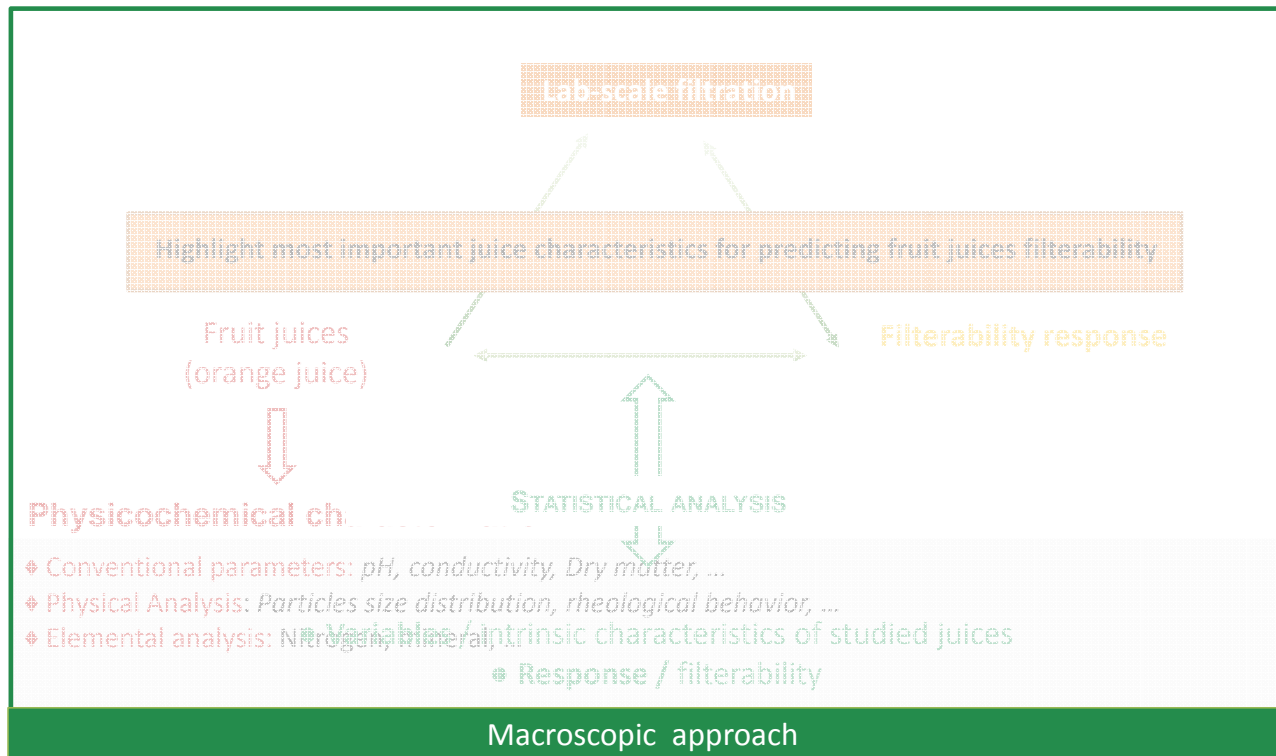 Lab-scale filtration
Highlight most important juice characteristics for predicting fruit juices filterability
Fruit juices
(orange juice)
Filterability response
STATISTICAL ANALYSIS
Physicochemical ch
Conventional parameters: pH, conductivity, Dry matter, ...
Physical Analysis: Particles size distribution, rheological behavior, ...
Elemental analysis: Nitrogen,
intrinsic characteristics of studied juices
Response / filterability
Macroscopic approach